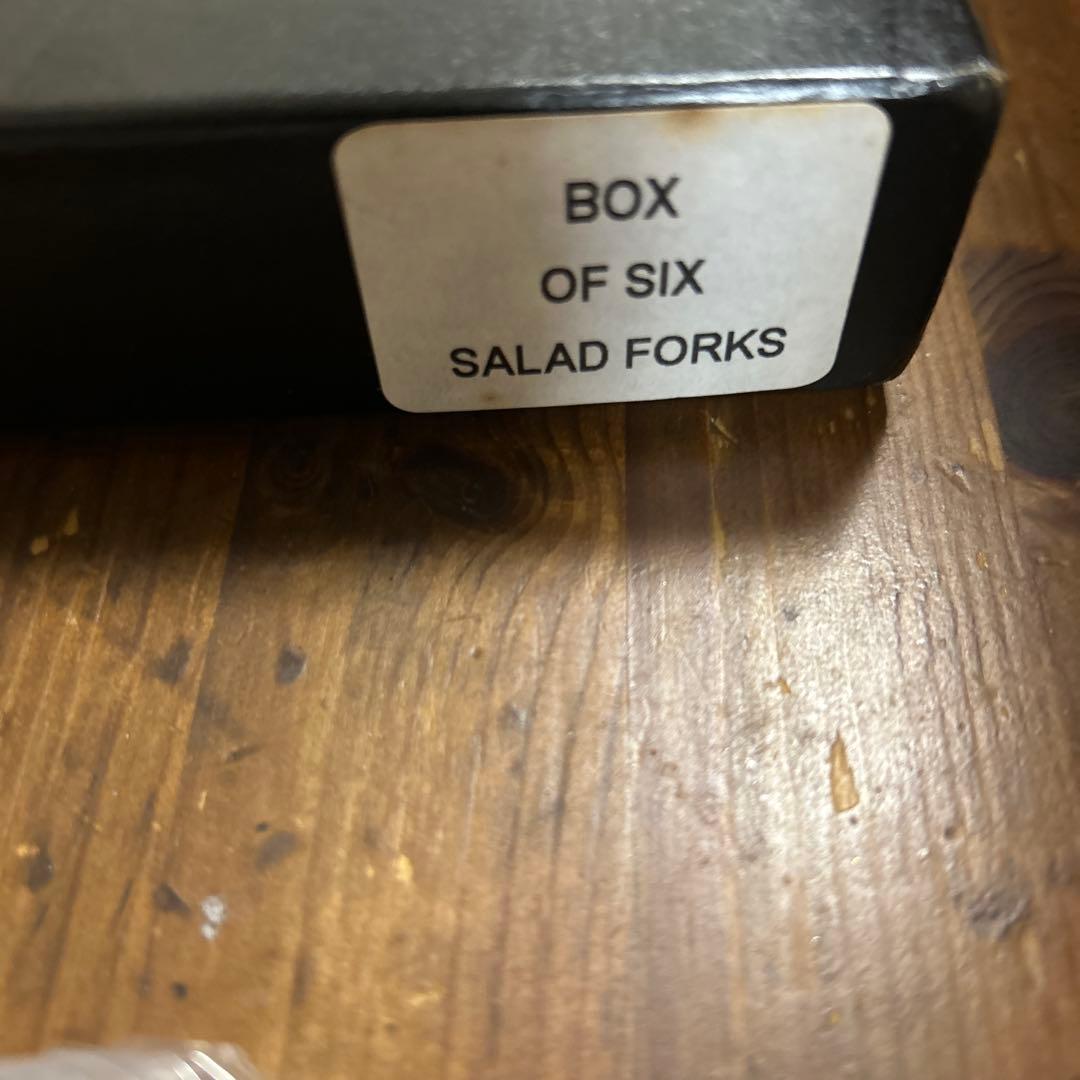 BOX
OF SIX
SALAD FORKS